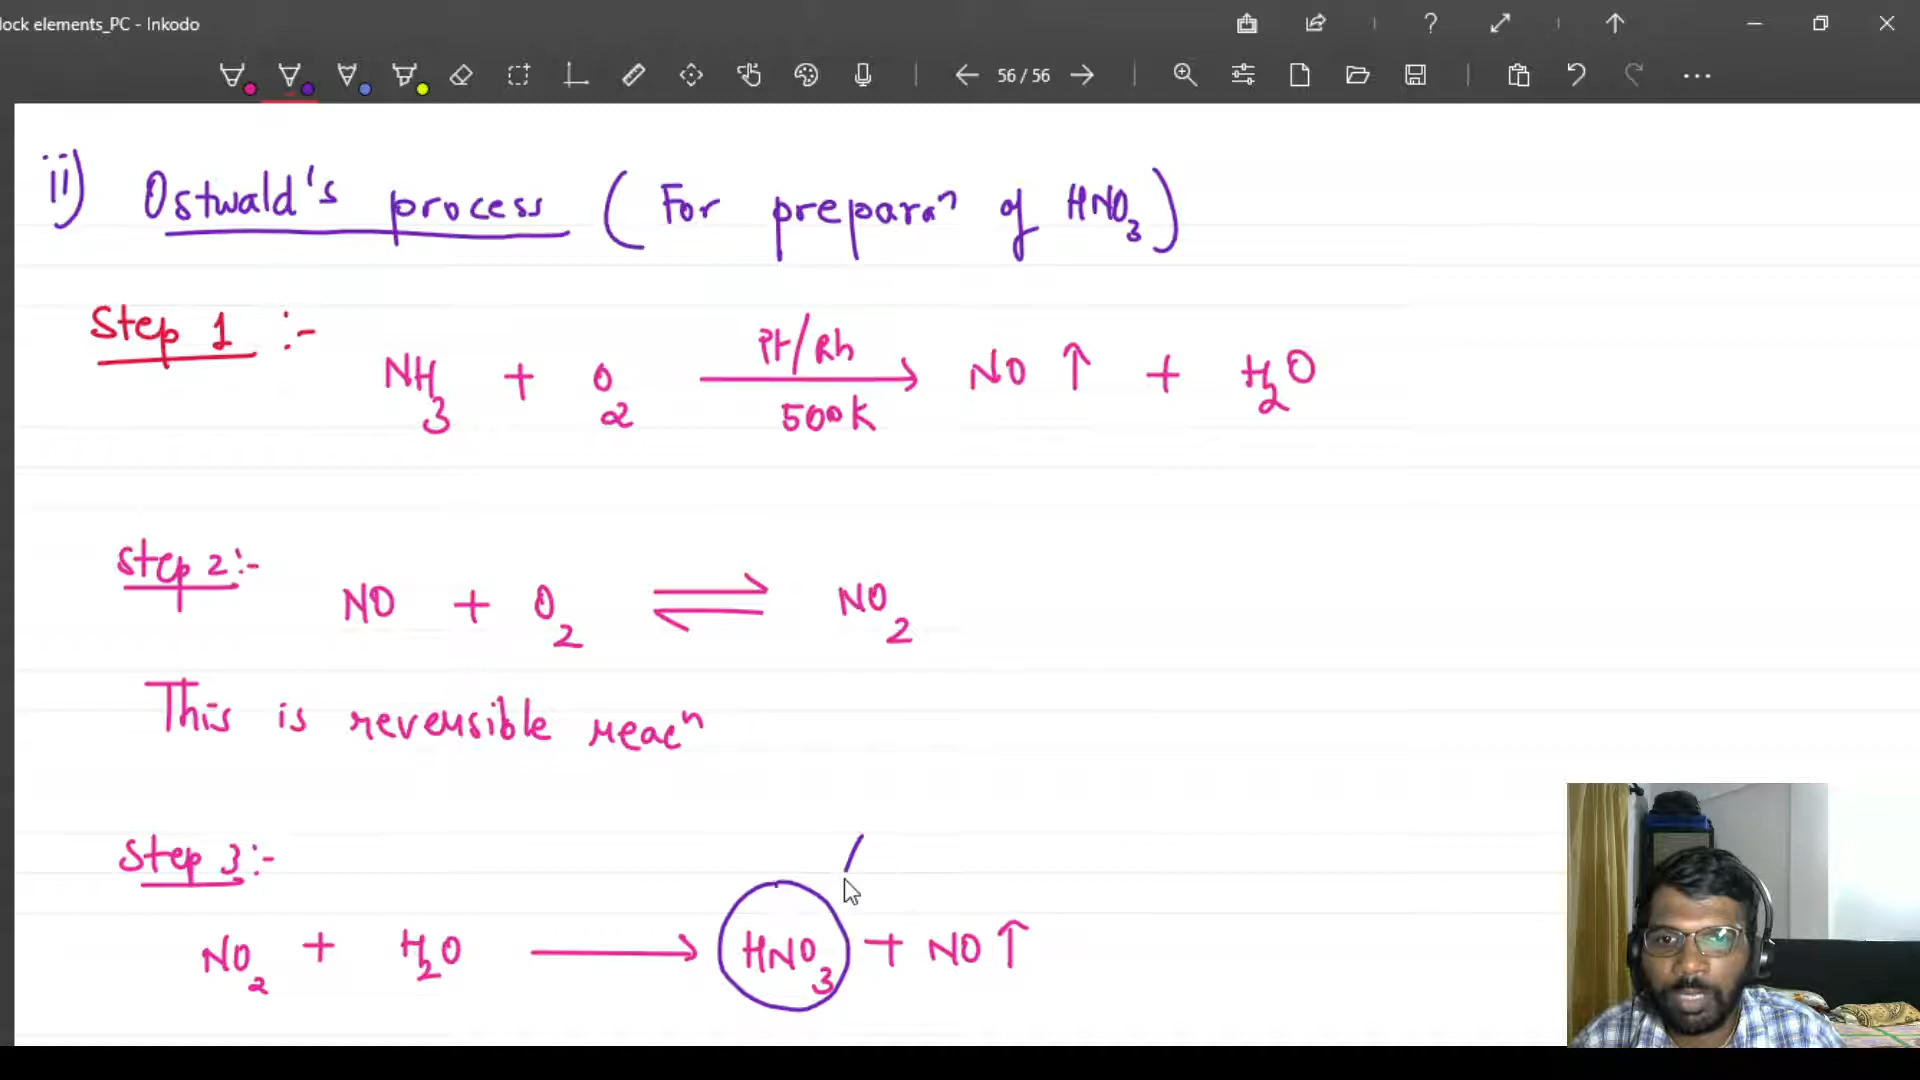 lock elements_PC - Inkodo
56 / 56
ii) Ostwald's process (For preparaⁿ of HNO₃)
Step 1 :-
Pt/Rh
NH₃ + O₂ ⟶ NO ↑ + H₂O
500K
Step 2:-
NO + O₂ ⇌ NO₂
This is reversible reacⁿ
Step 3:-
NO₂ + H₂O ⟶ HNO₃ + NO ↑